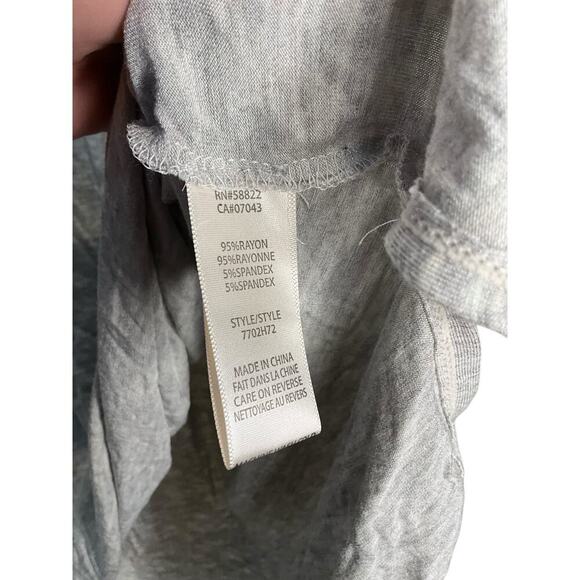 RN#58822
CA#07043
95%RAYON
95%RAYONNE
5%SPANDEX
5%SPANDEX
STYLE/STYLE
7702H72
MADE IN CHINA
FAIT DANS LA CHINE
CARE ON REVERSE
NETTOYAGE AU REVERS